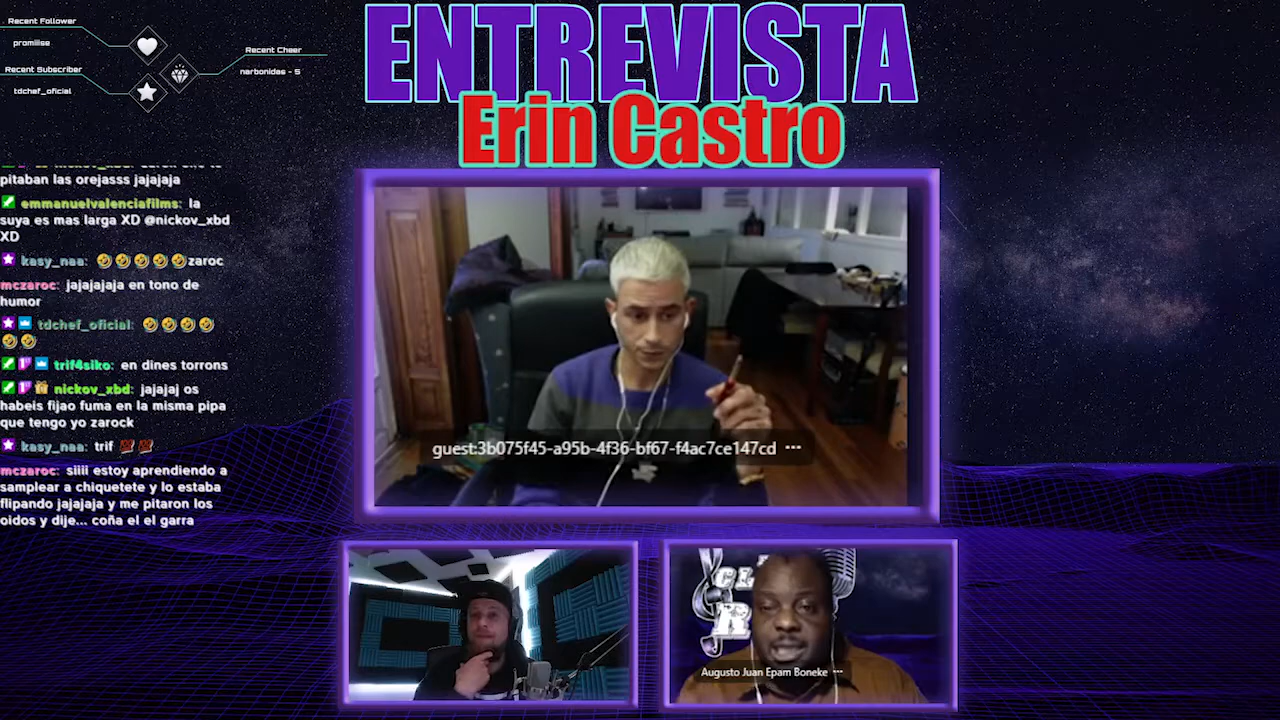 Recent Follower
promiiise
Recent Subscriber
tdchef_oficial
Recent Cheer
narbonidas - 5
ENTREVISTA
Erin Castro
pitaban las orejasss jajajaja
emmanuelvalenciafilms: la
suya es mas larga XD @nickov_xbd
XD
kasy_naa: 🤣🤣🤣🤣🤣zaroc
mczaroc: jajajajaja en tono de
humor
tdchef_oficial: 🤣🤣🤣🤣
🤣🤣
trif4siko: en dines torrons
nickov_xbd: jajajaj os
habeis fijao fuma en la misma pipa
que tengo yo zarock
kasy_naa: trif 💯💯
mczaroc: siiii estoy aprendiendo a
samplear a chiquetete y lo estaba
flipando jajajaja y me pitaron los
oidos y dije... coña el el garra
guest:3b075f45-a95b-4f36-bf67-f4ac7ce147cd ···
Augusto Juan Epam Boneke ···